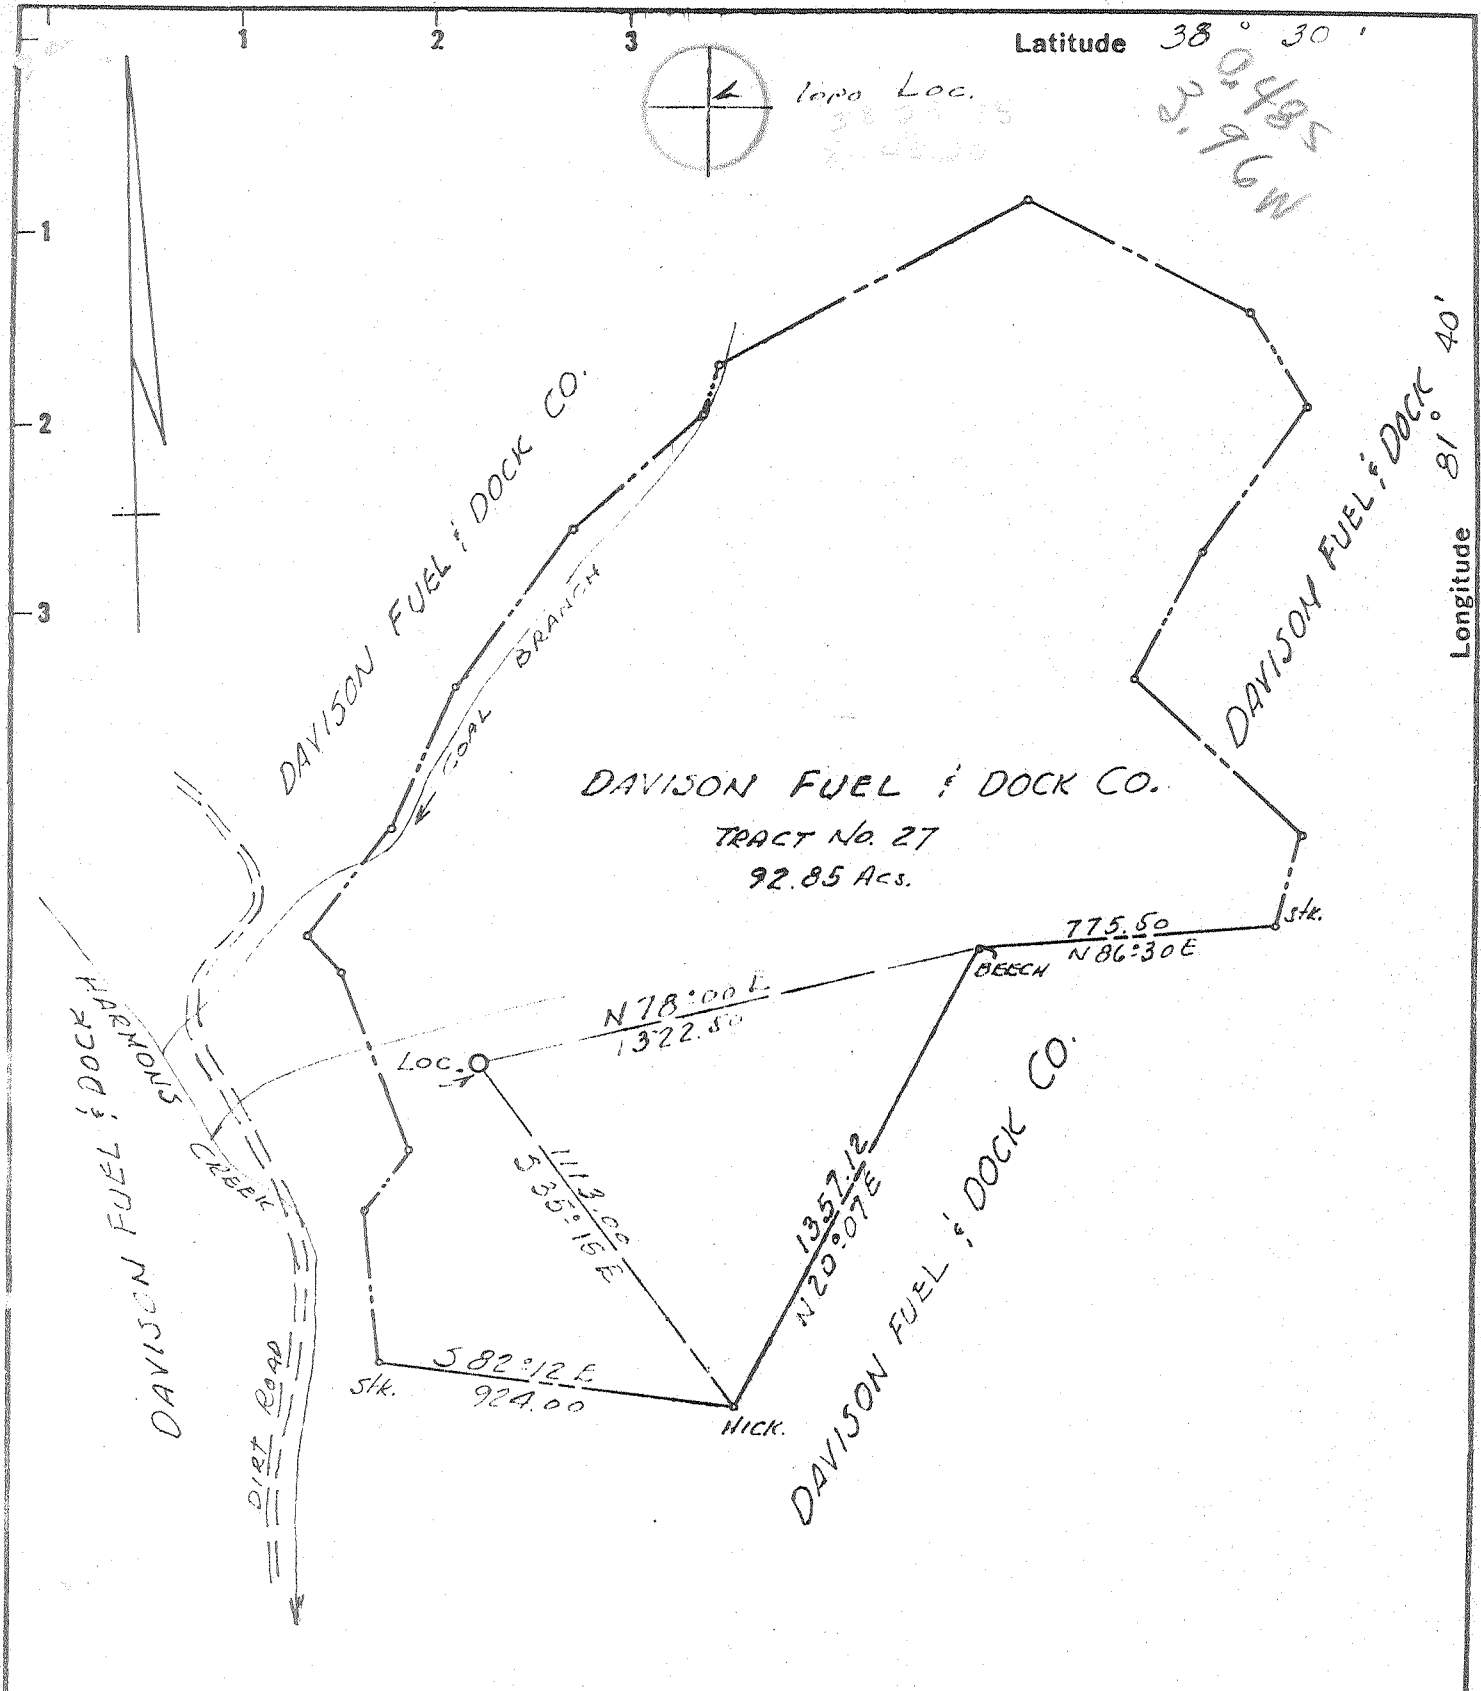 1 2 3
Latitude 38° 30'
Topo Loc.
0.48S
3.96W
1
2
3
Longitude 81° 40'
DAVISON FUEL & DOCK CO.
DAVISON FUEL & DOCK
COAL BRANCH
DAVISON FUEL & DOCK CO.
TRACT No. 27
92.85 Acs.
775.50
N 86°:30 E
Stk.
BEECH
N 78°:00 E
1322.50
LOC.
HARMONS CREEK
DAVISON FUEL & DOCK
1113.00
S 35°:15 E
1357.12
N 20°:07 E
DAVISON FUEL & DOCK CO.
S 82°:12 E
924.00
Stk.
HICK.
DIRT ROAD